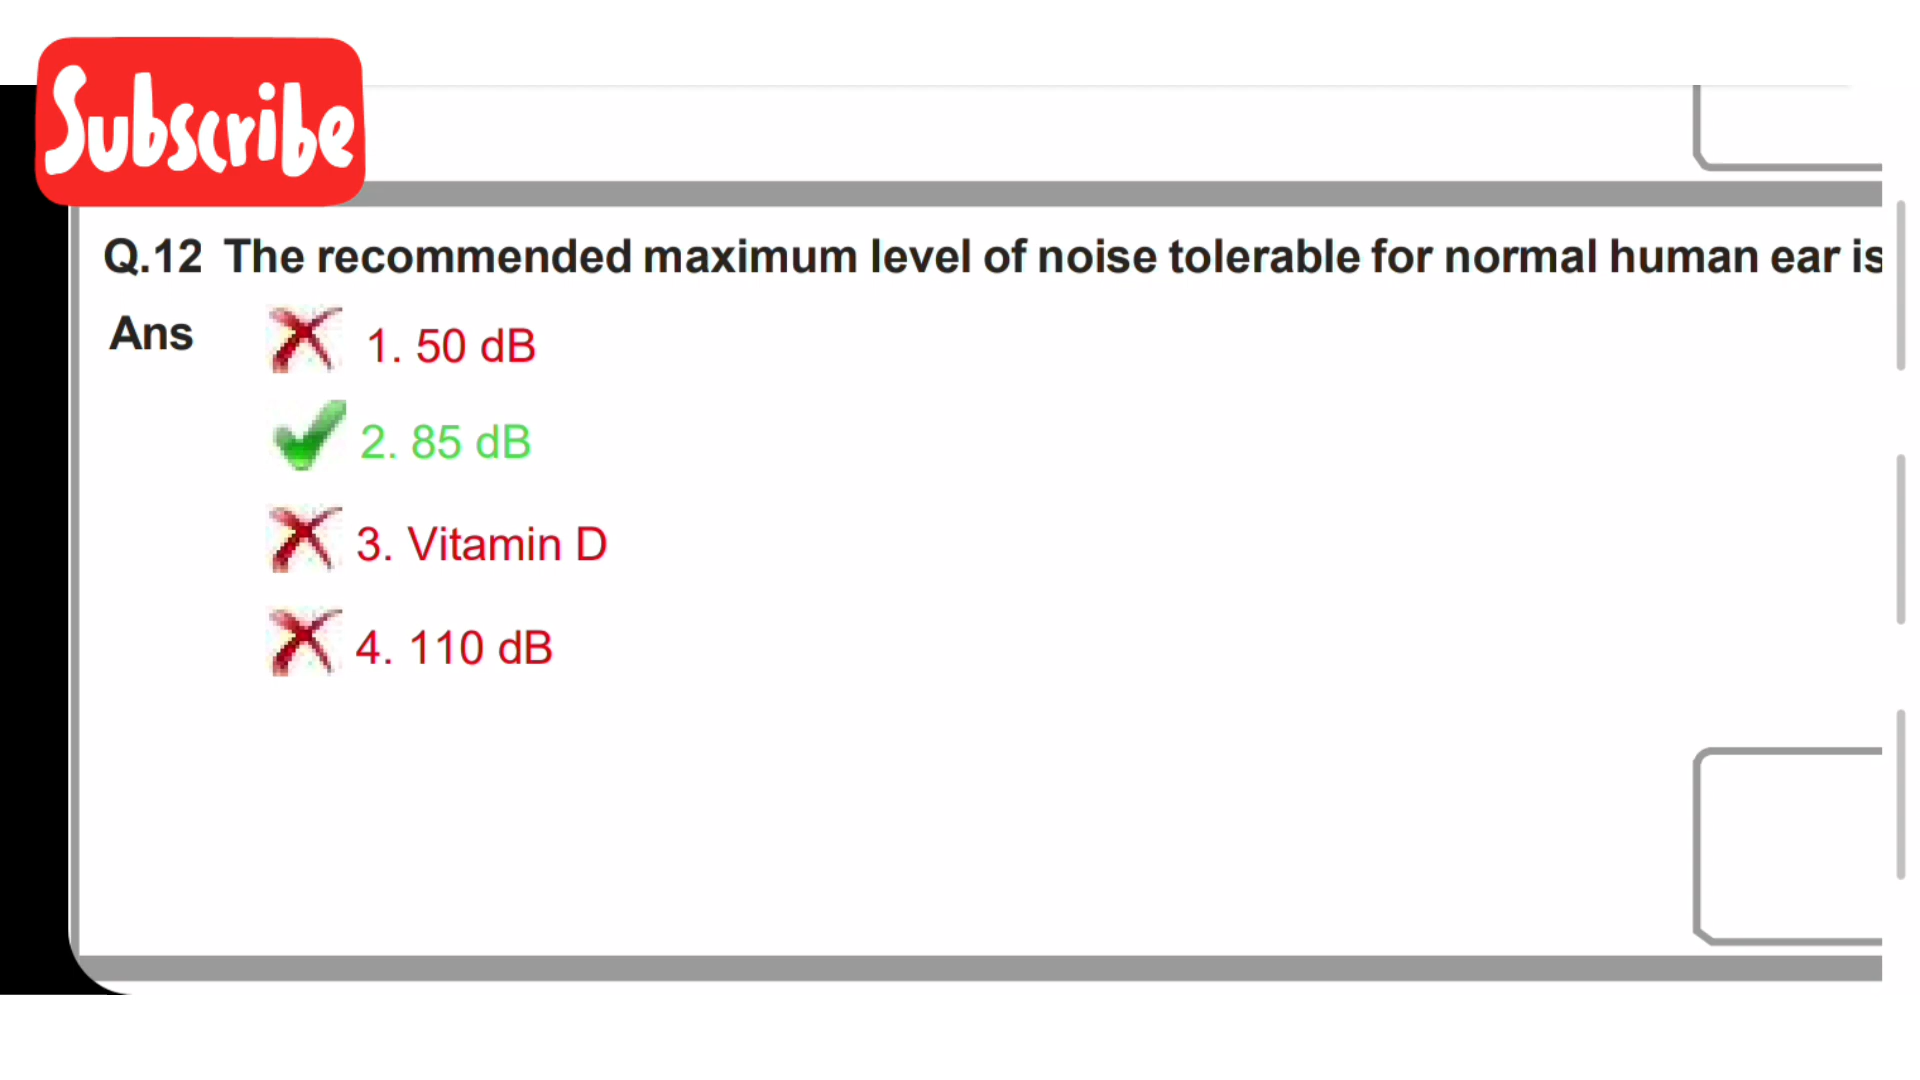 Subscribe
Q.12 The recommended maximum level of noise tolerable for normal human ear is
Ans
1. 50 dB
2. 85 dB
3. Vitamin D
4. 110 dB